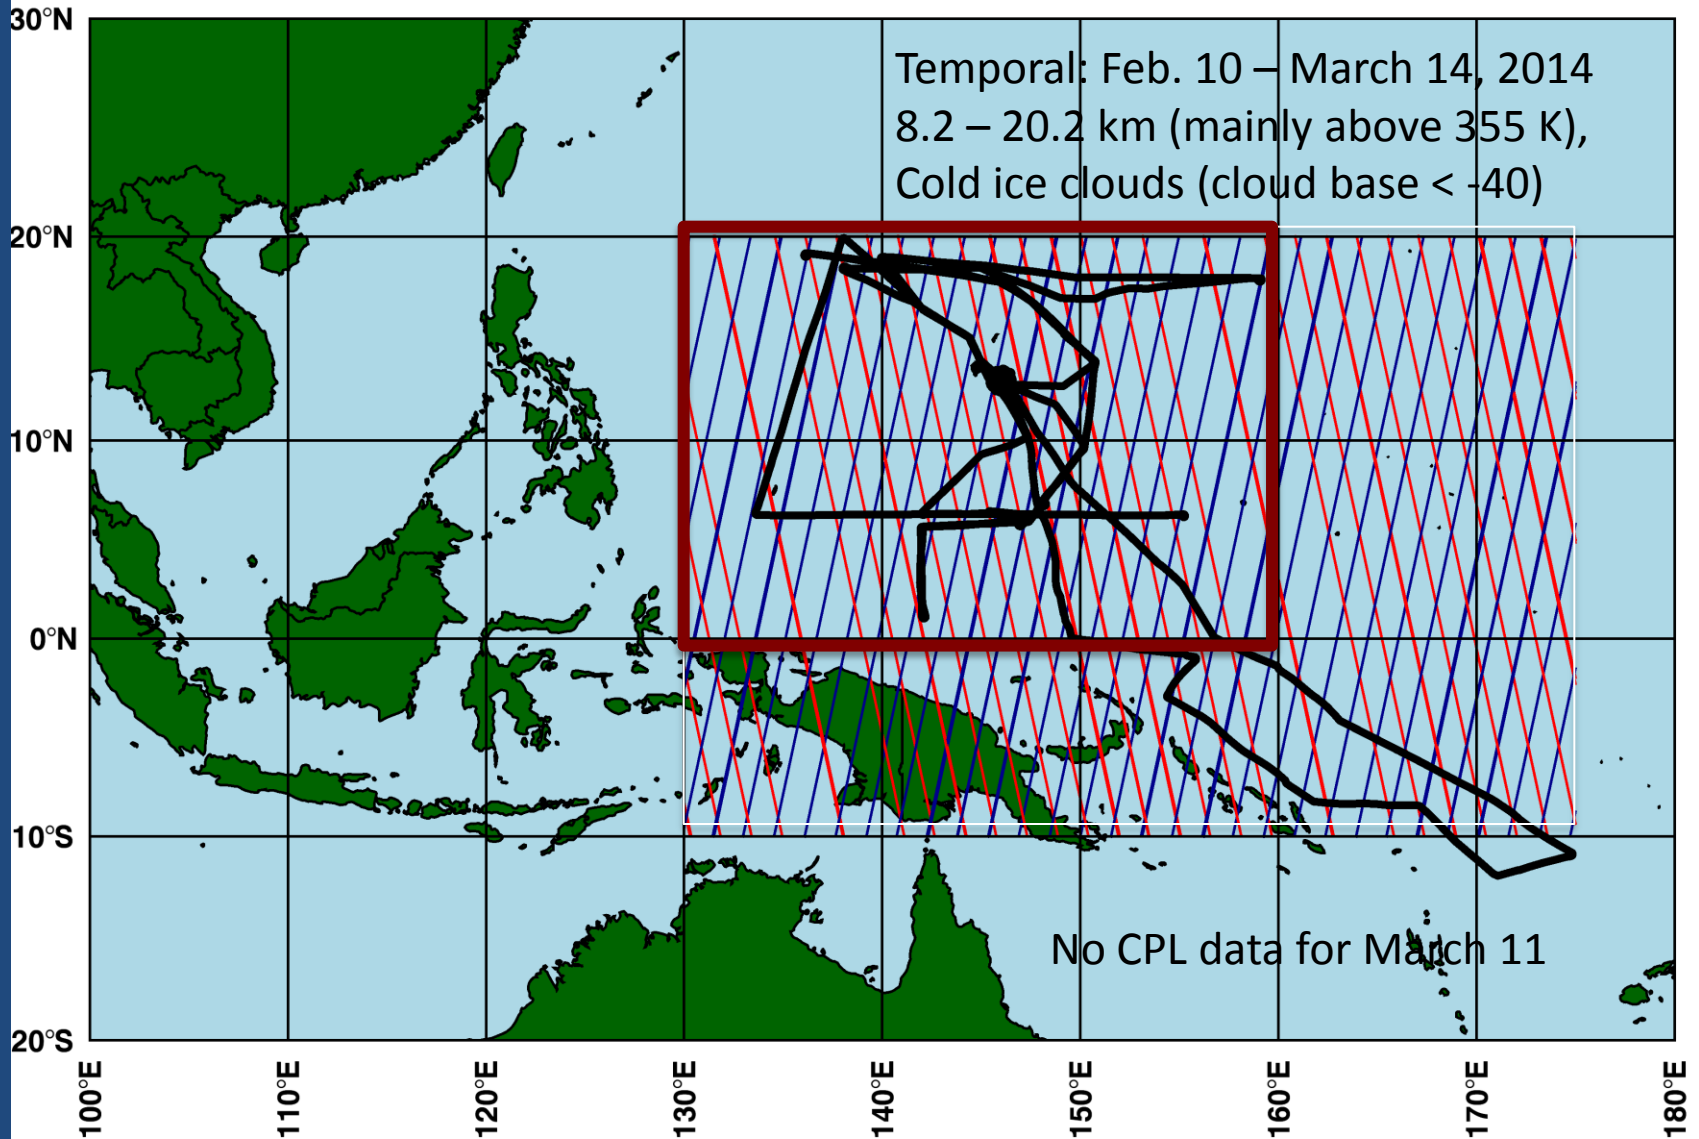 30°N
Temporal: Feb. 10 – March 14, 2014
8.2 – 20.2 km (mainly above 355 K),
Cold ice clouds (cloud base < -40)
20°N
10°N
0°N
10°S
No CPL data for March 11
20°S
100°E
110°E
120°E
130°E
140°E
150°E
160°E
170°E
180°E